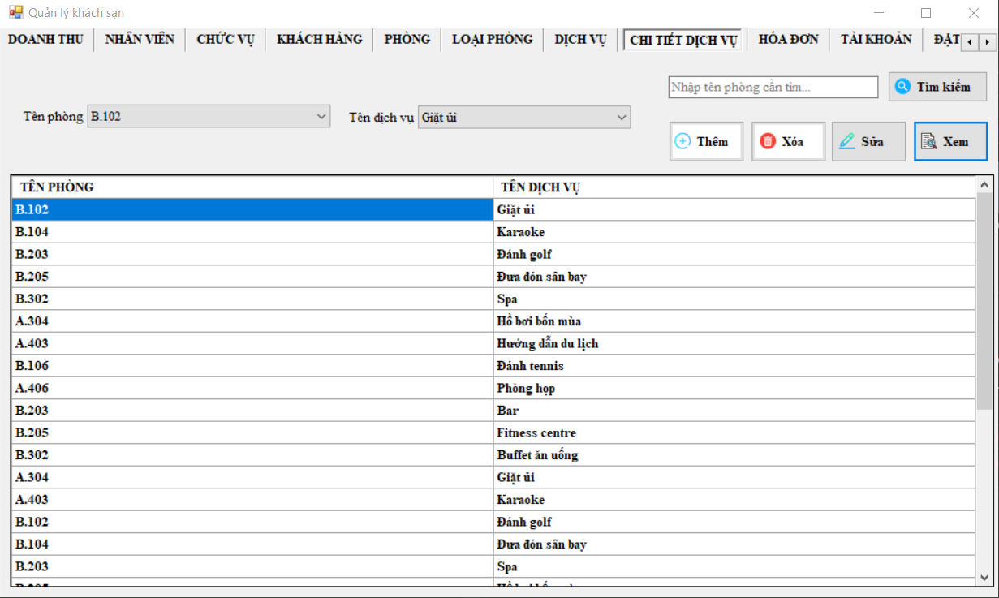 Quản lý khách sạn
DOANH THU NHÂN VIÊN CHỨC VỤ KHÁCH HÀNG PHÒNG LOẠI PHÒNG DỊCH VỤ CHI TIẾT DỊCH VỤ HÓA ĐƠN TÀI KHOẢN ĐẶT
Nhập tên phòng cần tìm... Tìm kiếm
Tên phòng B.102 Tên dịch vụ Giặt ủi
Thêm Xóa Sửa Xem
TÊN PHÒNG TÊN DỊCH VỤ
B.102 Giặt ủi
B.104 Karaoke
B.203 Đánh golf
B.205 Đưa đón sân bay
B.302 Spa
A.304 Hồ bơi bốn mùa
A.403 Hướng dẫn du lịch
B.106 Đánh tennis
A.406 Phòng họp
B.203 Bar
B.205 Fitness centre
B.302 Buffet ăn uống
A.304 Giặt ủi
A.403 Karaoke
B.102 Đánh golf
B.104 Đưa đón sân bay
B.203 Spa